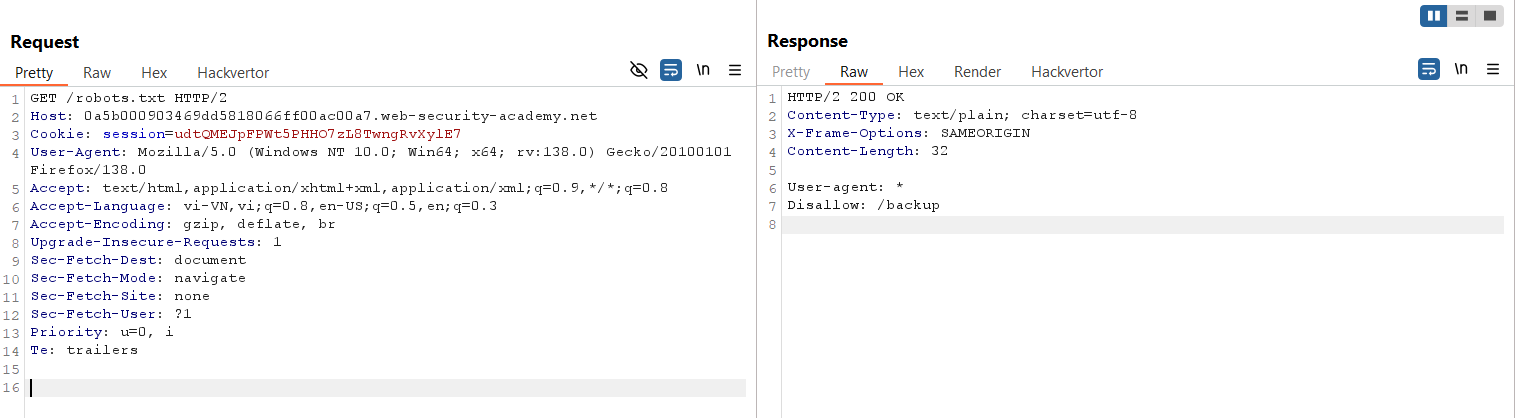 Request
Pretty Raw Hex Hackvertor \n
1 GET /robots.txt HTTP/2
2 Host: 0a5b000903469dd5818066ff00ac00a7.web-security-academy.net
3 Cookie: session=udtQMEJpFPWt5PHHO7zL8TwngRvXylE7
4 User-Agent: Mozilla/5.0 (Windows NT 10.0; Win64; x64; rv:138.0) Gecko/20100101
Firefox/138.0
5 Accept: text/html,application/xhtml+xml,application/xml;q=0.9,*/*;q=0.8
6 Accept-Language: vi-VN,vi;q=0.8,en-US;q=0.5,en;q=0.3
7 Accept-Encoding: gzip, deflate, br
8 Upgrade-Insecure-Requests: 1
9 Sec-Fetch-Dest: document
10 Sec-Fetch-Mode: navigate
11 Sec-Fetch-Site: none
12 Sec-Fetch-User: ?1
13 Priority: u=0, i
14 Te: trailers
15
16
Response
Pretty Raw Hex Render Hackvertor \n
1 HTTP/2 200 OK
2 Content-Type: text/plain; charset=utf-8
3 X-Frame-Options: SAMEORIGIN
4 Content-Length: 32
5
6 User-agent: *
7 Disallow: /backup
8